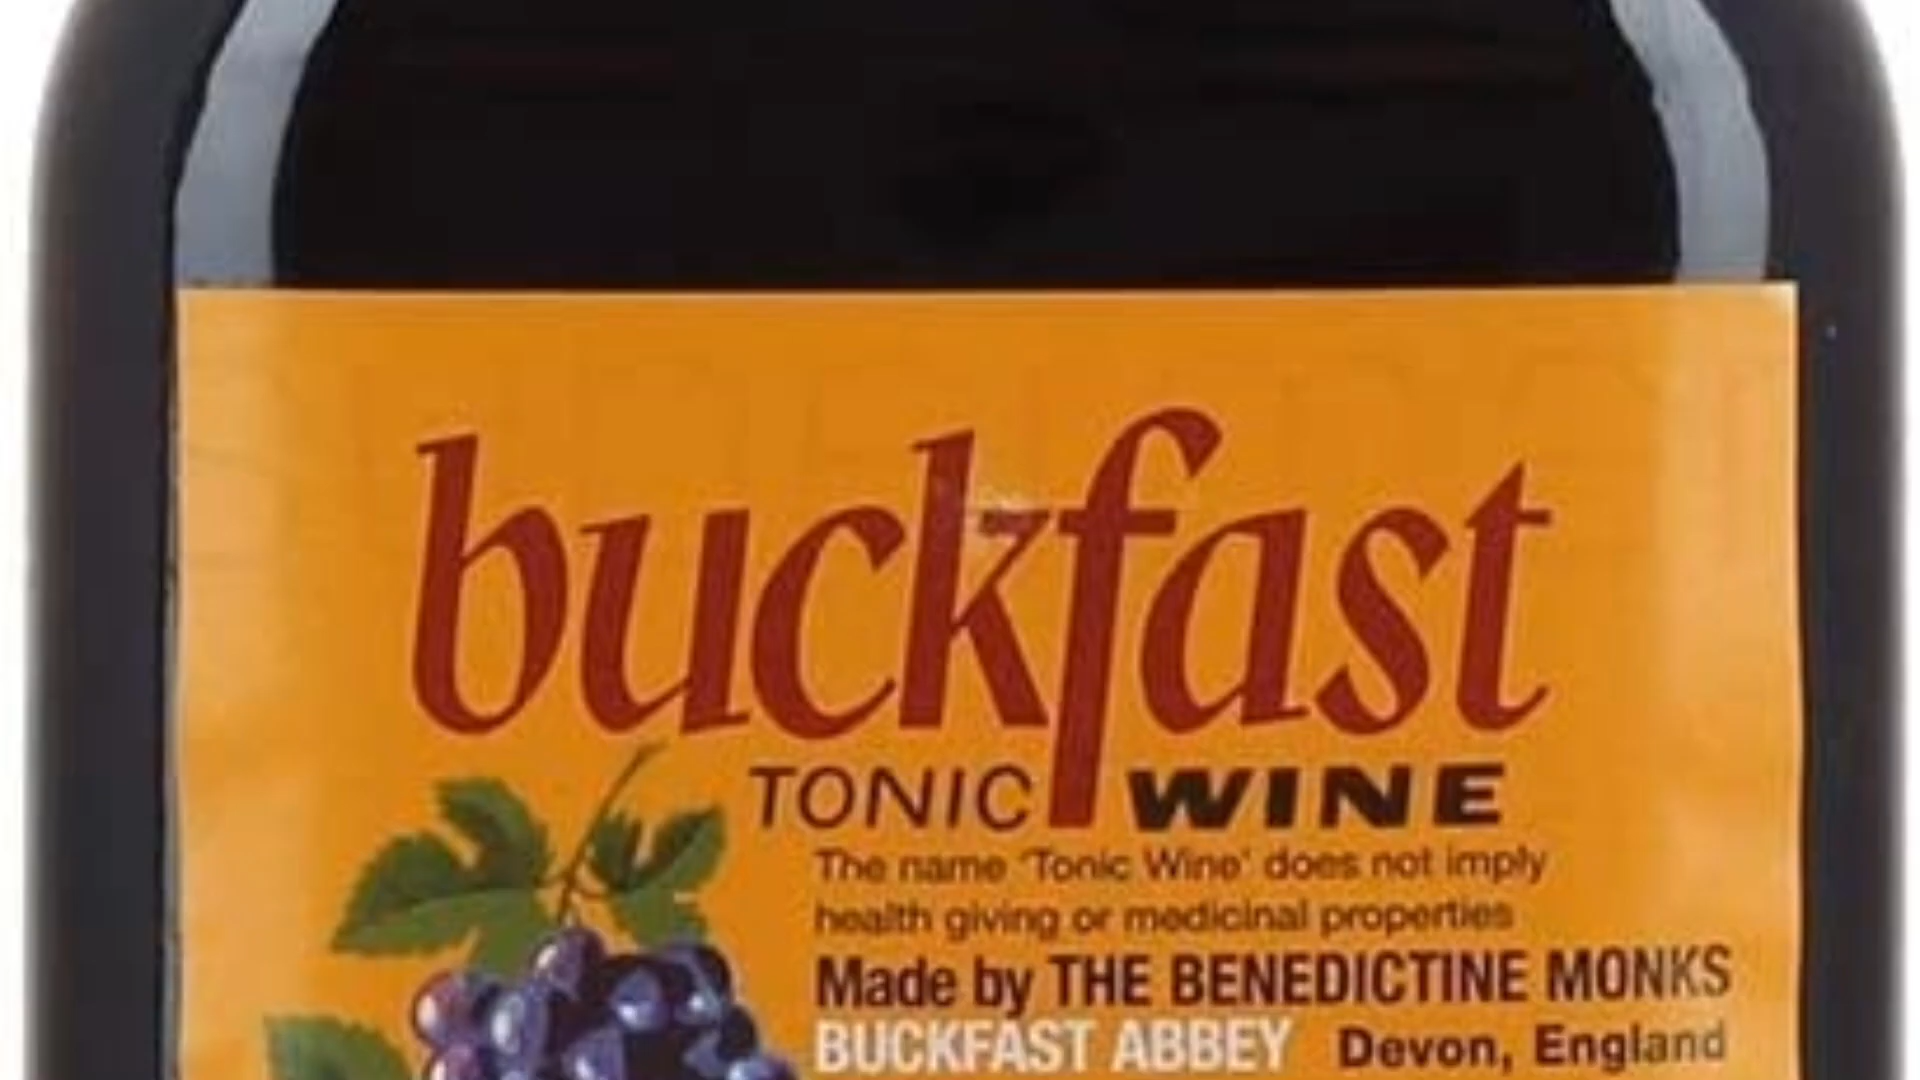 buckfast
TONIC WINE
The name 'Tonic Wine' does not imply
health giving or medicinal properties
Made by THE BENEDICTINE MONKS
BUCKFAST ABBEY Devon, England